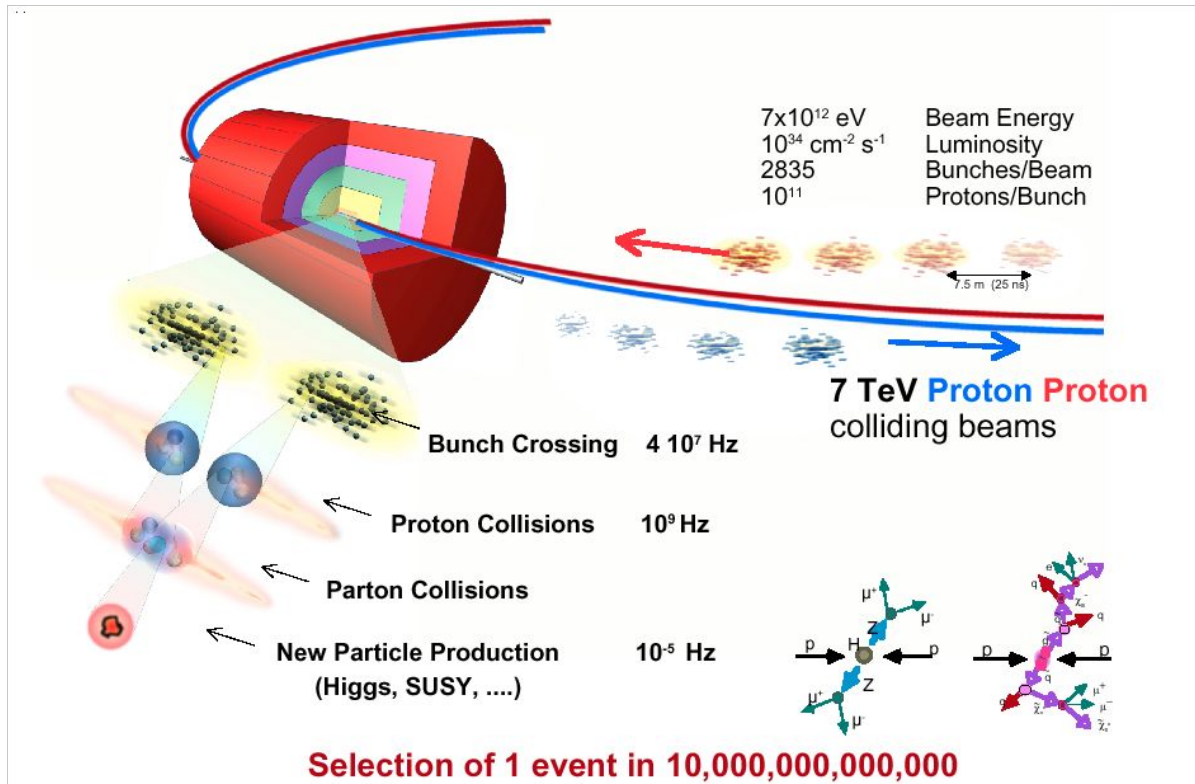 7x10¹² eV Beam Energy
10³⁴ cm⁻² s⁻¹ Luminosity
2835 Bunches/Beam
10¹¹ Protons/Bunch
7.5 m (25 ns)
7 TeV Proton Proton
colliding beams
Bunch Crossing 4 10⁷ Hz
Proton Collisions 10⁹ Hz
Parton Collisions
New Particle Production 10⁻⁵ Hz
(Higgs, SUSY, ....)
μ⁺
μ⁻
Z
p H p
Z
μ⁺
μ⁻
q
q
p p
q
μ⁺
μ⁻
Selection of 1 event in 10,000,000,000,000